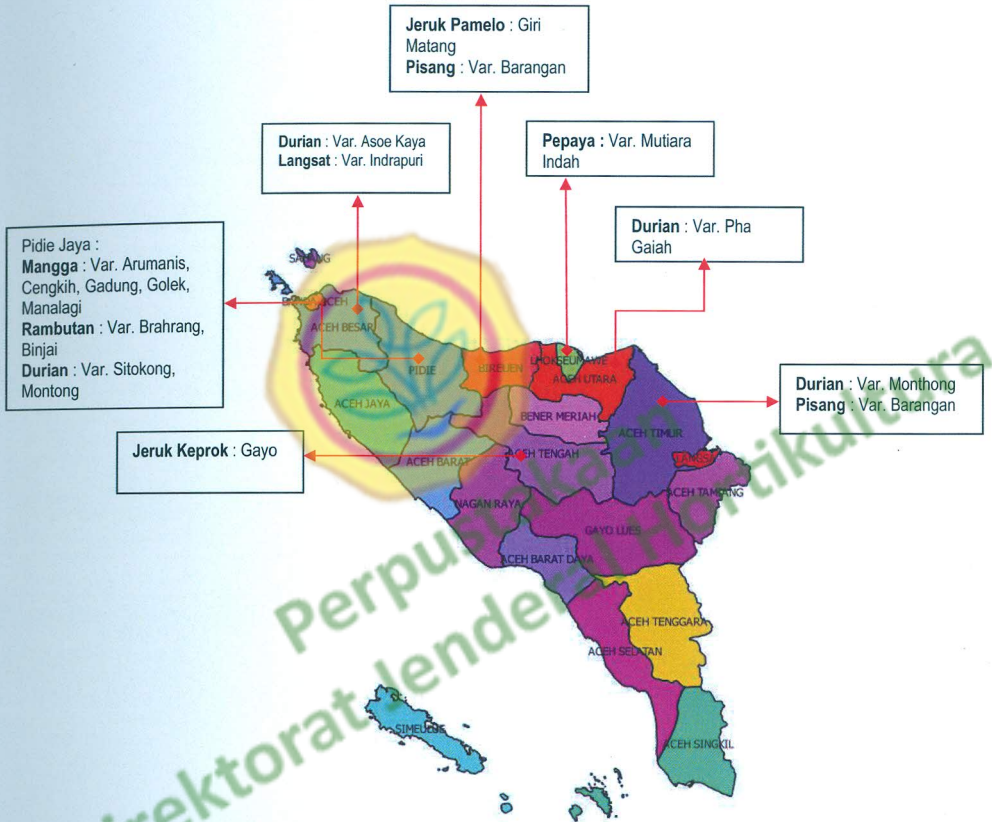 Jeruk Pamelo : Giri
Matang
Pisang : Var. Barangan
Durian : Var. Asoe Kaya
Langsat : Var. Indrapuri
Pepaya : Var. Mutiara
Indah
Durian : Var. Pha
Gaiah
Pidie Jaya :
Mangga : Var. Arumanis,
Cengkih, Gadung, Golek,
Manalagi
Rambutan : Var. Brahrang,
Binjai
Durian : Var. Sitokong,
Montong
Durian : Var. Monthong
Pisang : Var. Barangan
Jeruk Keprok : Gayo
SABANG
BANDA ACEH
ACEH BESAR
PIDIE
BIREUEN
LHOKSEUMAWE
ACEH UTARA
ACEH JAYA
BENER MERIAH
ACEH TIMUR
ACEH BARAT
ACEH TENGAH
ACEH TAMIANG
NAGAN RAYA
GAYO LUES
ACEH BARAT DAYA
ACEH TENGGARA
ACEH SELATAN
SIMEULUE
ACEH SINGKIL
Perpustakaan
Direktorat Jenderal Hortikultura